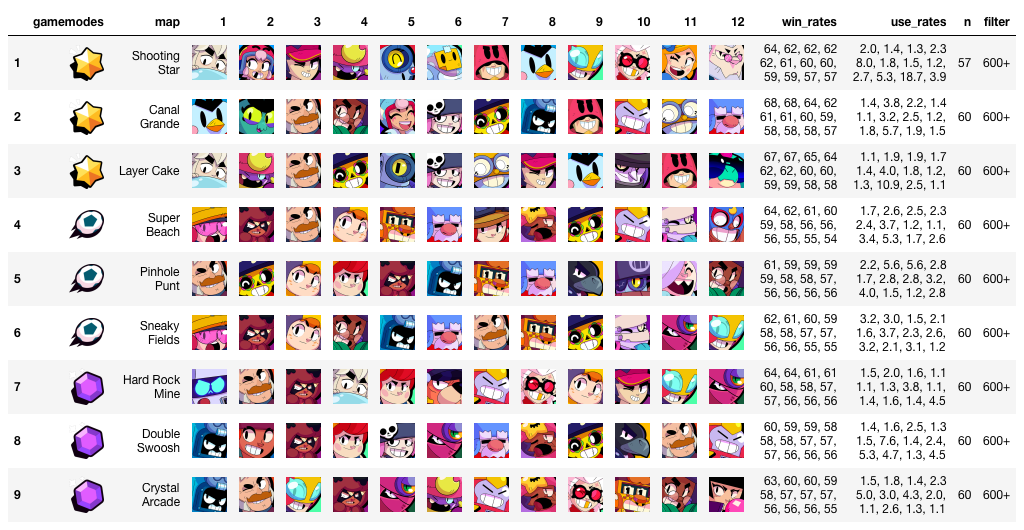 gamemodes map 1 2 3 4 5 6 7 8 9 10 11 12 win_rates use_rates n filter
1 Shooting Star 64, 62, 62, 62 2.0, 1.4, 1.3, 2.3 57 600+
62, 61, 60, 60, 8.0, 1.8, 1.5, 1.2,
59, 59, 57, 57 2.7, 5.3, 18.7, 3.9
2 Canal Grande 68, 68, 64, 62 1.4, 3.8, 2.2, 1.4 60 600+
61, 61, 60, 59, 1.1, 3.2, 2.5, 1.2,
58, 58, 58, 57 1.8, 5.7, 1.9, 1.5
3 Layer Cake 67, 67, 65, 64 1.1, 1.9, 1.9, 1.7 60 600+
62, 62, 60, 60, 1.4, 4.0, 1.8, 1.2,
59, 59, 58, 58 1.3, 10.9, 2.5, 1.1
4 Super Beach 64, 62, 61, 60 1.7, 2.6, 2.5, 2.3 60 600+
59, 58, 56, 56, 2.4, 3.7, 1.2, 1.1,
56, 55, 55, 54 3.4, 5.3, 1.7, 2.6
5 Pinhole Punt 61, 59, 59, 59 2.2, 5.6, 5.6, 2.8 60 600+
59, 58, 58, 57, 1.7, 2.8, 2.8, 3.2,
56, 56, 56, 56 4.0, 1.5, 1.2, 2.8
6 Sneaky Fields 62, 61, 60, 59 3.2, 3.0, 1.5, 2.1 60 600+
58, 58, 57, 57, 1.6, 3.7, 2.3, 2.6,
56, 56, 55, 55 3.2, 2.1, 3.1, 1.2
7 Hard Rock Mine 64, 64, 61, 61 1.5, 2.0, 1.6, 1.1 60 600+
60, 58, 58, 57, 1.1, 1.3, 3.8, 1.1,
57, 56, 56, 56 1.4, 1.6, 1.4, 4.5
8 Double Swoosh 60, 59, 59, 58 1.4, 1.6, 2.5, 1.3 60 600+
58, 58, 57, 57, 1.5, 7.6, 1.4, 2.4,
57, 56, 56, 56 5.3, 4.7, 1.3, 4.5
9 Crystal Arcade 63, 60, 60, 59 1.5, 1.8, 1.4, 2.3 60 600+
58, 57, 57, 57, 5.0, 3.0, 4.3, 2.0,
56, 56, 56, 55 1.1, 2.6, 1.3, 1.1